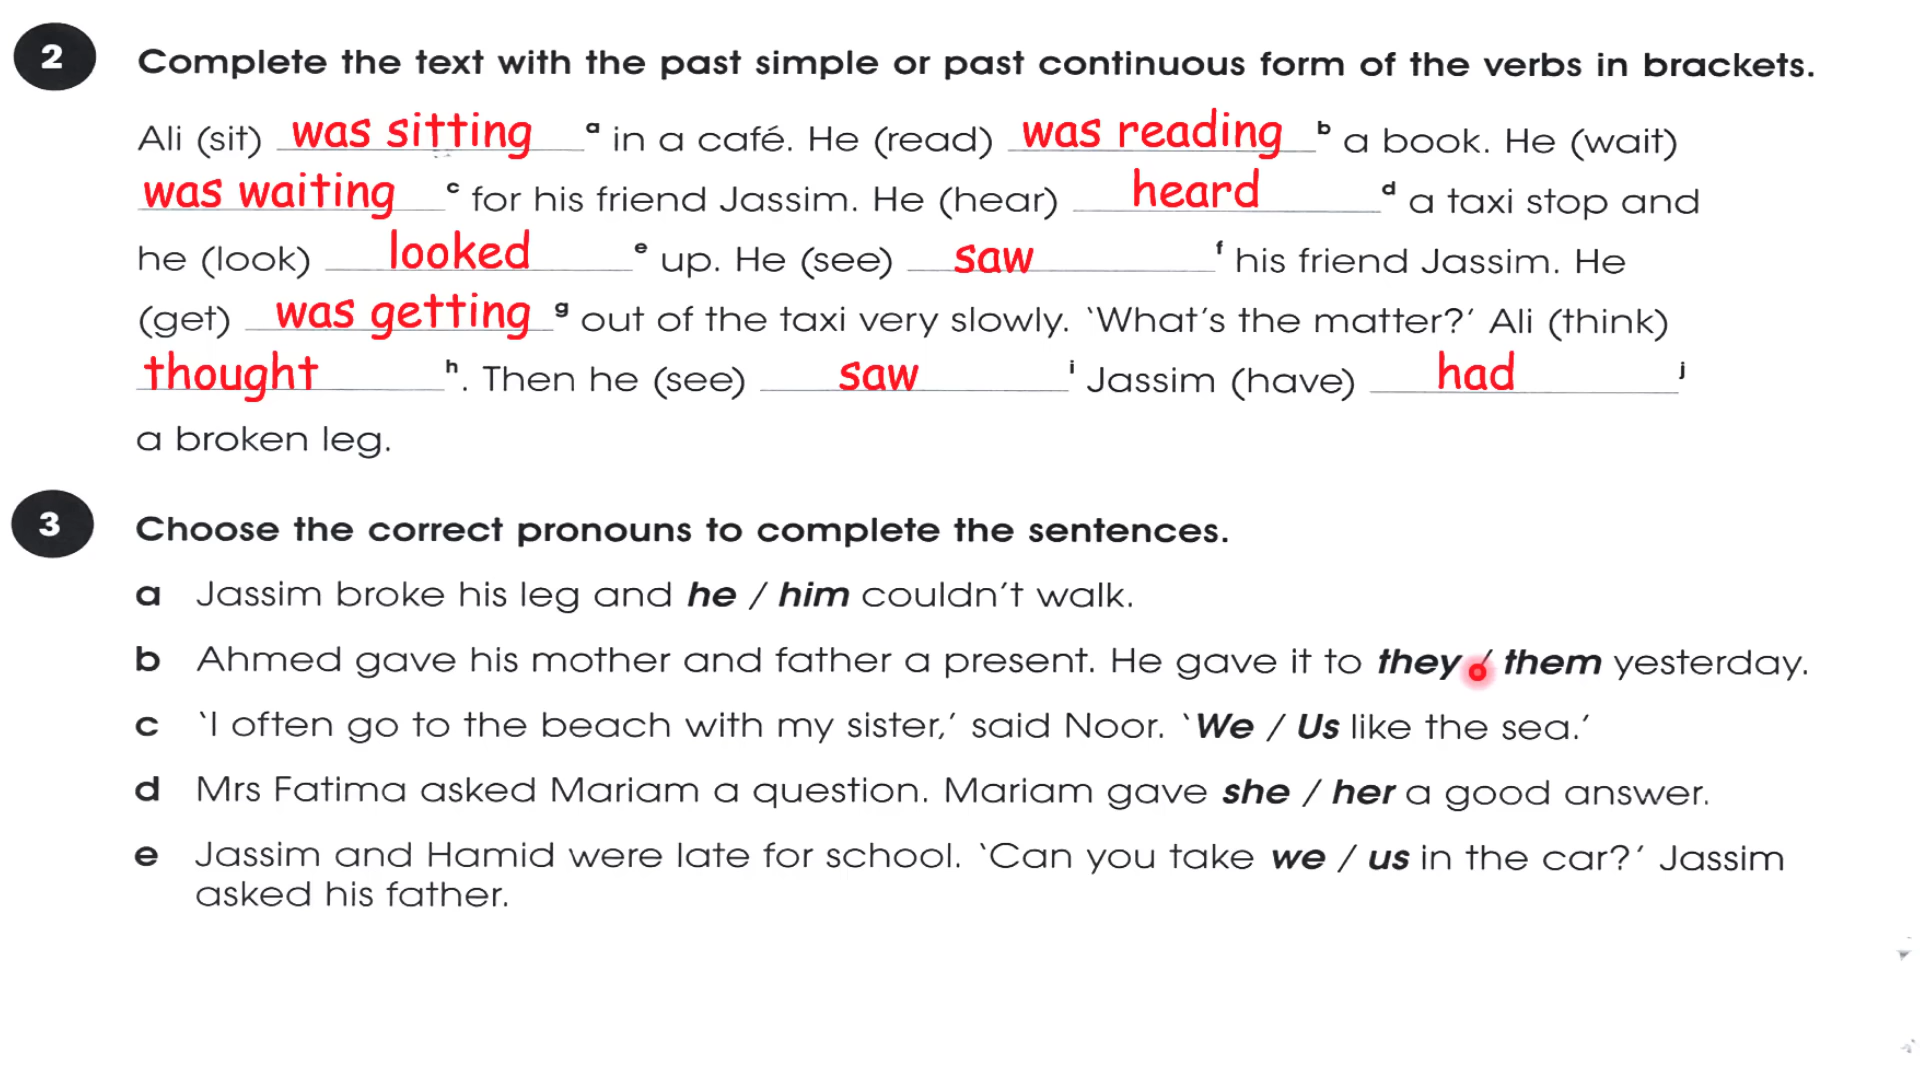 2 Complete the text with the past simple or past continuous form of the verbs in brackets.
Ali (sit) was sitting a in a café. He (read) was reading b a book. He (wait)
was waiting c for his friend Jassim. He (hear) heard d a taxi stop and
he (look) looked e up. He (see) saw f his friend Jassim. He
(get) was getting g out of the taxi very slowly. ‘What’s the matter?’ Ali (think)
thought h. Then he (see) saw i Jassim (have) had j
a broken leg.
3 Choose the correct pronouns to complete the sentences.
a Jassim broke his leg and he / him couldn’t walk.
b Ahmed gave his mother and father a present. He gave it to they / them yesterday.
c ‘I often go to the beach with my sister,’ said Noor. ‘We / Us like the sea.’
d Mrs Fatima asked Mariam a question. Mariam gave she / her a good answer.
e Jassim and Hamid were late for school. ‘Can you take we / us in the car?’ Jassim
asked his father.